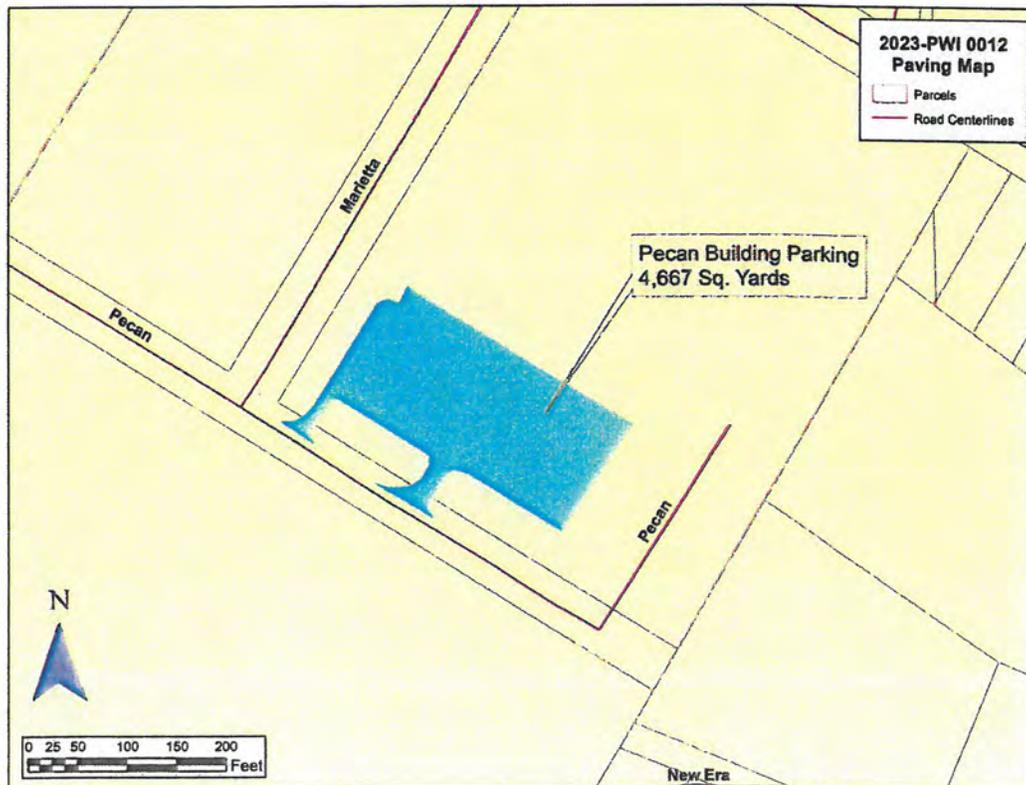 2023-PWI 0012
Paving Map
Parcels
Road Centerlines
Marietta
Pecan Building Parking
4,667 Sq. Yards
Pecan
Pecan
N
0 25 50 100 150 200
Feet
New Era